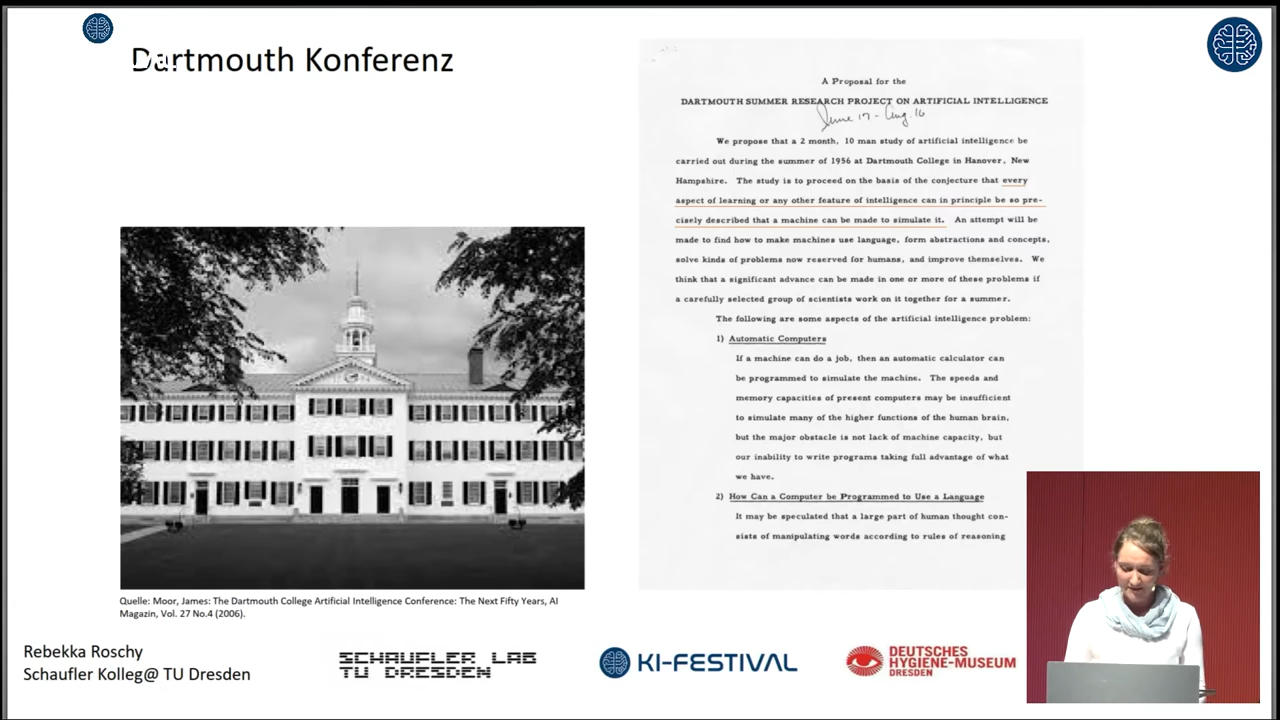 Dartmouth Konferenz
A Proposal for the
DARTMOUTH SUMMER RESEARCH PROJECT ON ARTIFICIAL INTELLIGENCE
June 17 - Aug. 16
We propose that a 2 month, 10 man study of artificial intelligence be
carried out during the summer of 1956 at Dartmouth College in Hanover, New
Hampshire. The study is to proceed on the basis of the conjecture that every
aspect of learning or any other feature of intelligence can in principle be so pre-
cisely described that a machine can be made to simulate it. An attempt will be
made to find how to make machines use language, form abstractions and concepts,
solve kinds of problems now reserved for humans, and improve themselves. We
think that a significant advance can be made in one or more of these problems if
a carefully selected group of scientists work on it together for a summer.
The following are some aspects of the artificial intelligence problem:
1) Automatic Computers
If a machine can do a job, then an automatic calculator can
be programmed to simulate the machine. The speeds and
memory capacities of present computers may be insufficient
to simulate many of the higher functions of the human brain,
but the major obstacle is not lack of machine capacity, but
our inability to write programs taking full advantage of what
we have.
2) How Can a Computer be Programmed to Use a Language
It may be speculated that a large part of human thought con-
sists of manipulating words according to rules of reasoning
Quelle: Moor, James: The Dartmouth College Artificial Intelligence Conference: The Next Fifty Years, AI
Magazin, Vol. 27 No.4 (2006).
Rebekka Roschy
Schaufler Kolleg@ TU Dresden
SCHAUFLER LAB
TU DRESDEN
KI-FESTIVAL
DEUTSCHES
HYGIENE-MUSEUM
DRESDEN